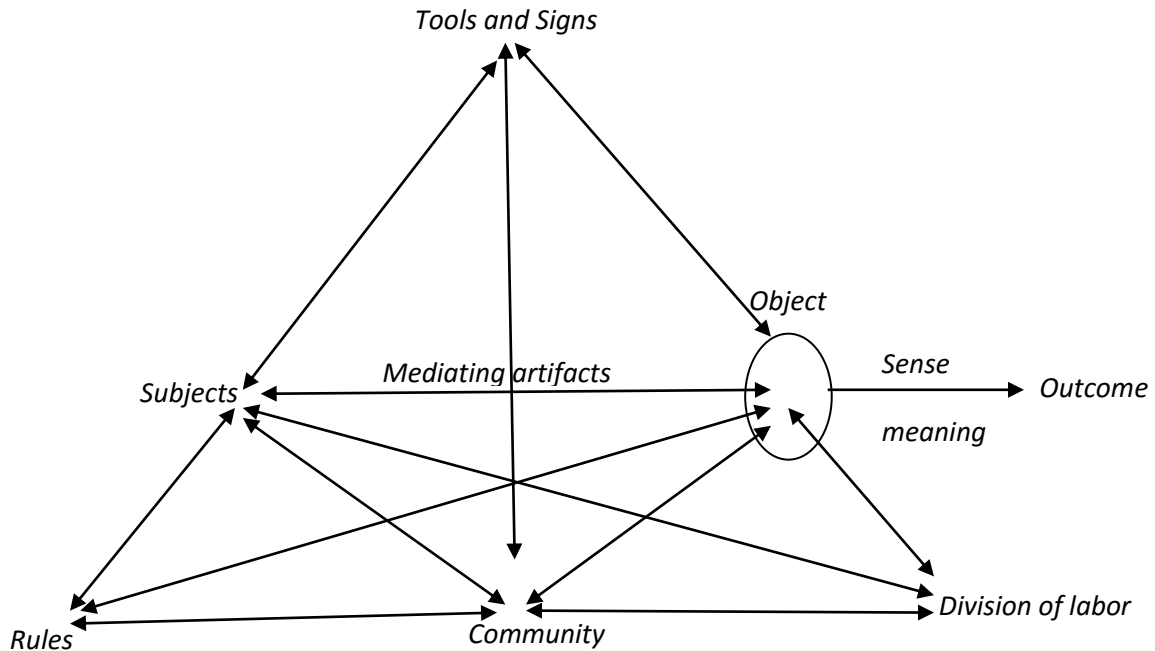 Tools and Signs
Object
Mediating artifacts
Sense
Subjects
Outcome
meaning
Division of labor
Rules
Community